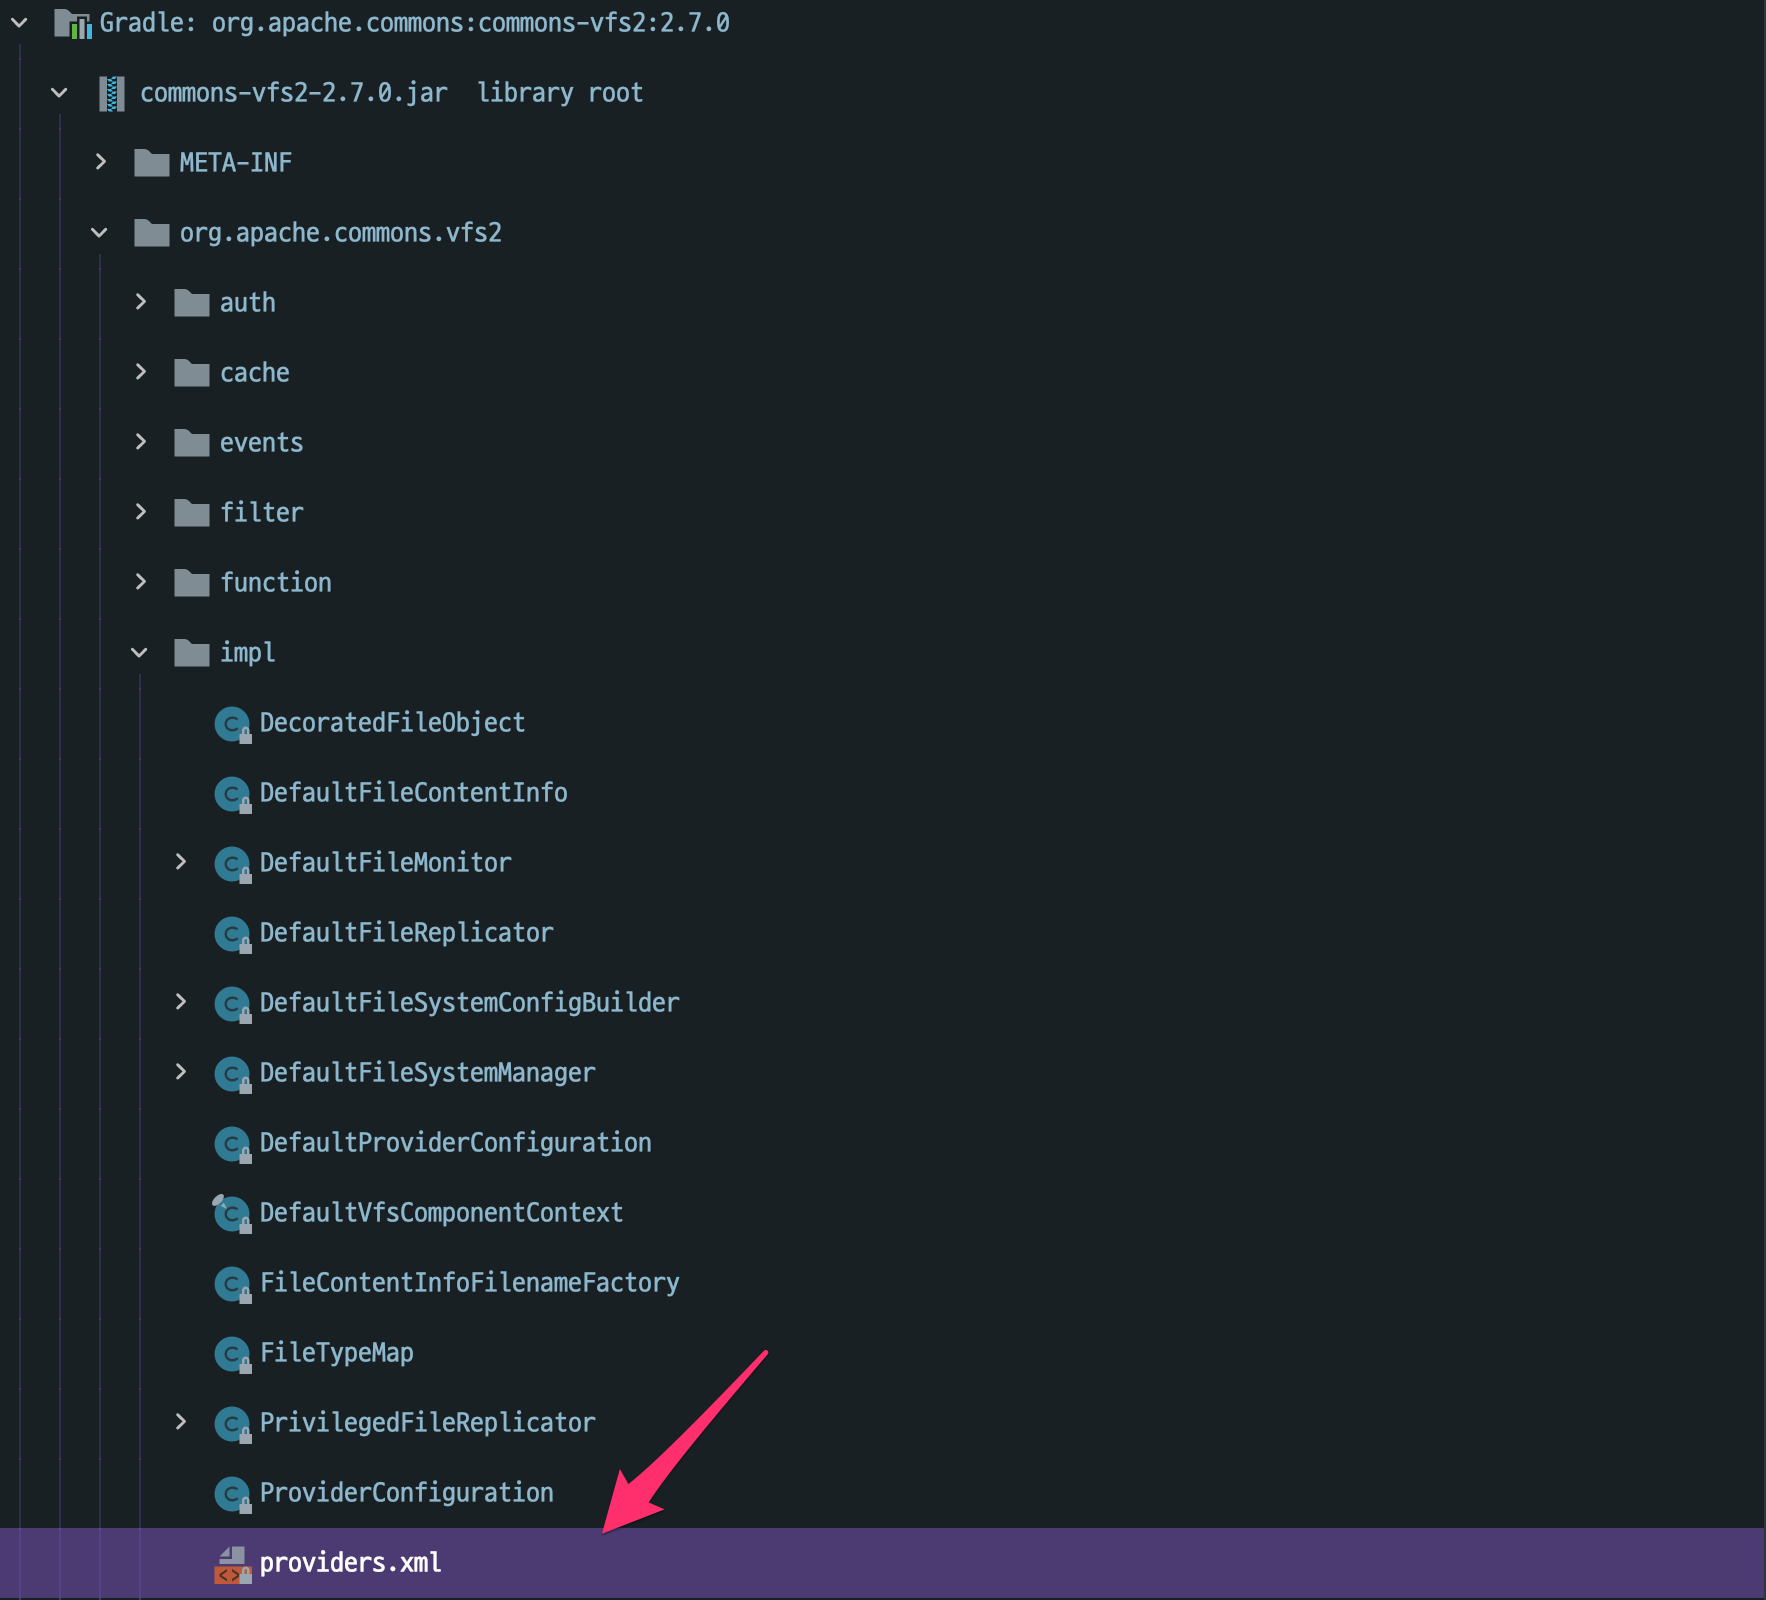 Gradle: org.apache.commons:commons-vfs2:2.7.0
commons-vfs2-2.7.0.jar library root
META-INF
org.apache.commons.vfs2
auth
cache
events
filter
function
impl
DecoratedFileObject
DefaultFileContentInfo
DefaultFileMonitor
DefaultFileReplicator
DefaultFileSystemConfigBuilder
DefaultFileSystemManager
DefaultProviderConfiguration
DefaultVfsComponentContext
FileContentInfoFilenameFactory
FileTypeMap
PrivilegedFileReplicator
ProviderConfiguration
providers.xml